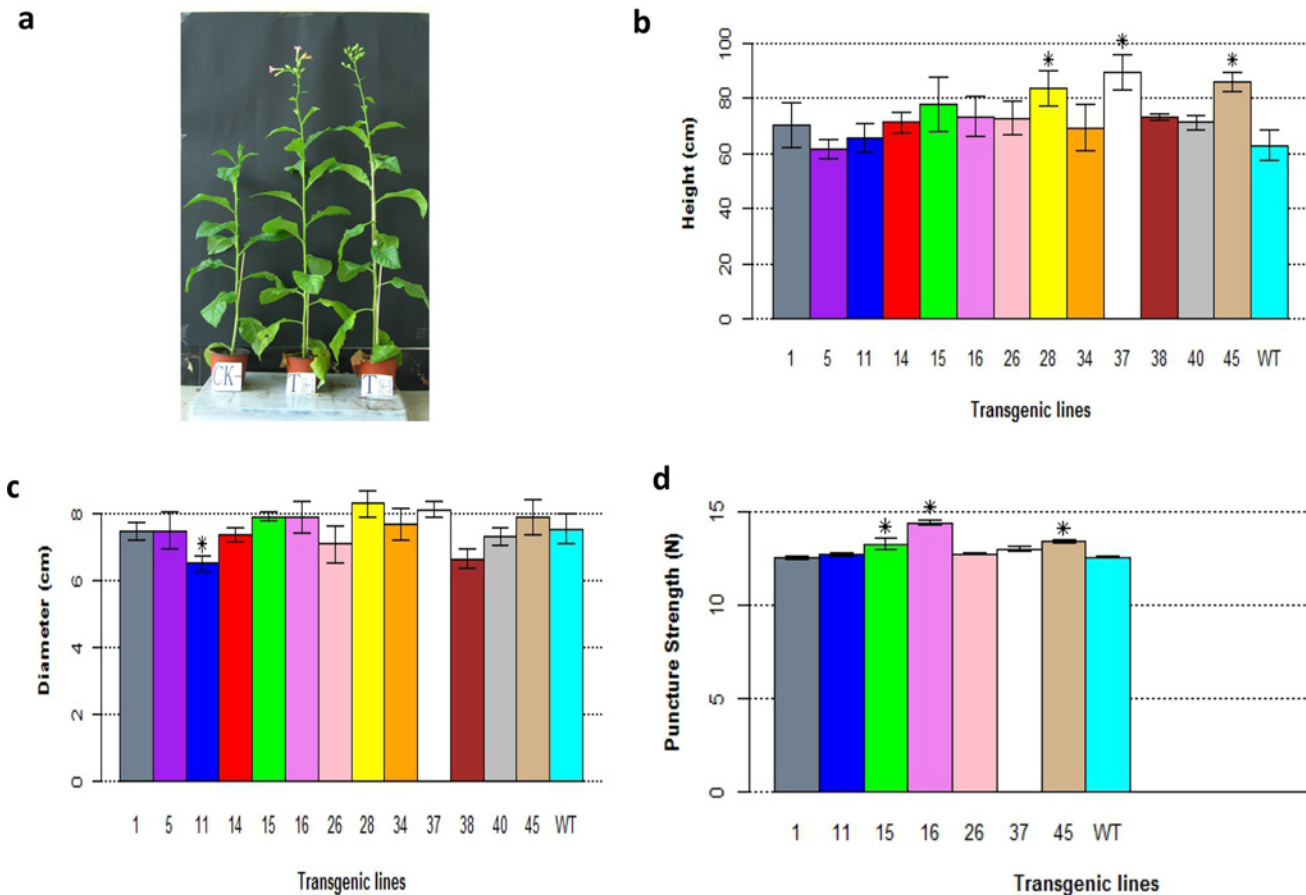 a
CK-
T
T
b
100
80
60
40
20
0
Height (cm)
* * *
1 5 11 14 15 16 26 28 34 37 38 40 45 WT
Transgenic lines
c
8
6
4
2
0
Diameter (cm)
*
1 5 11 14 15 16 26 28 34 37 38 40 45 WT
Transgenic lines
d
15
10
5
0
Puncture Strength (N)
* * *
1 11 15 16 26 37 45 WT
Transgenic lines